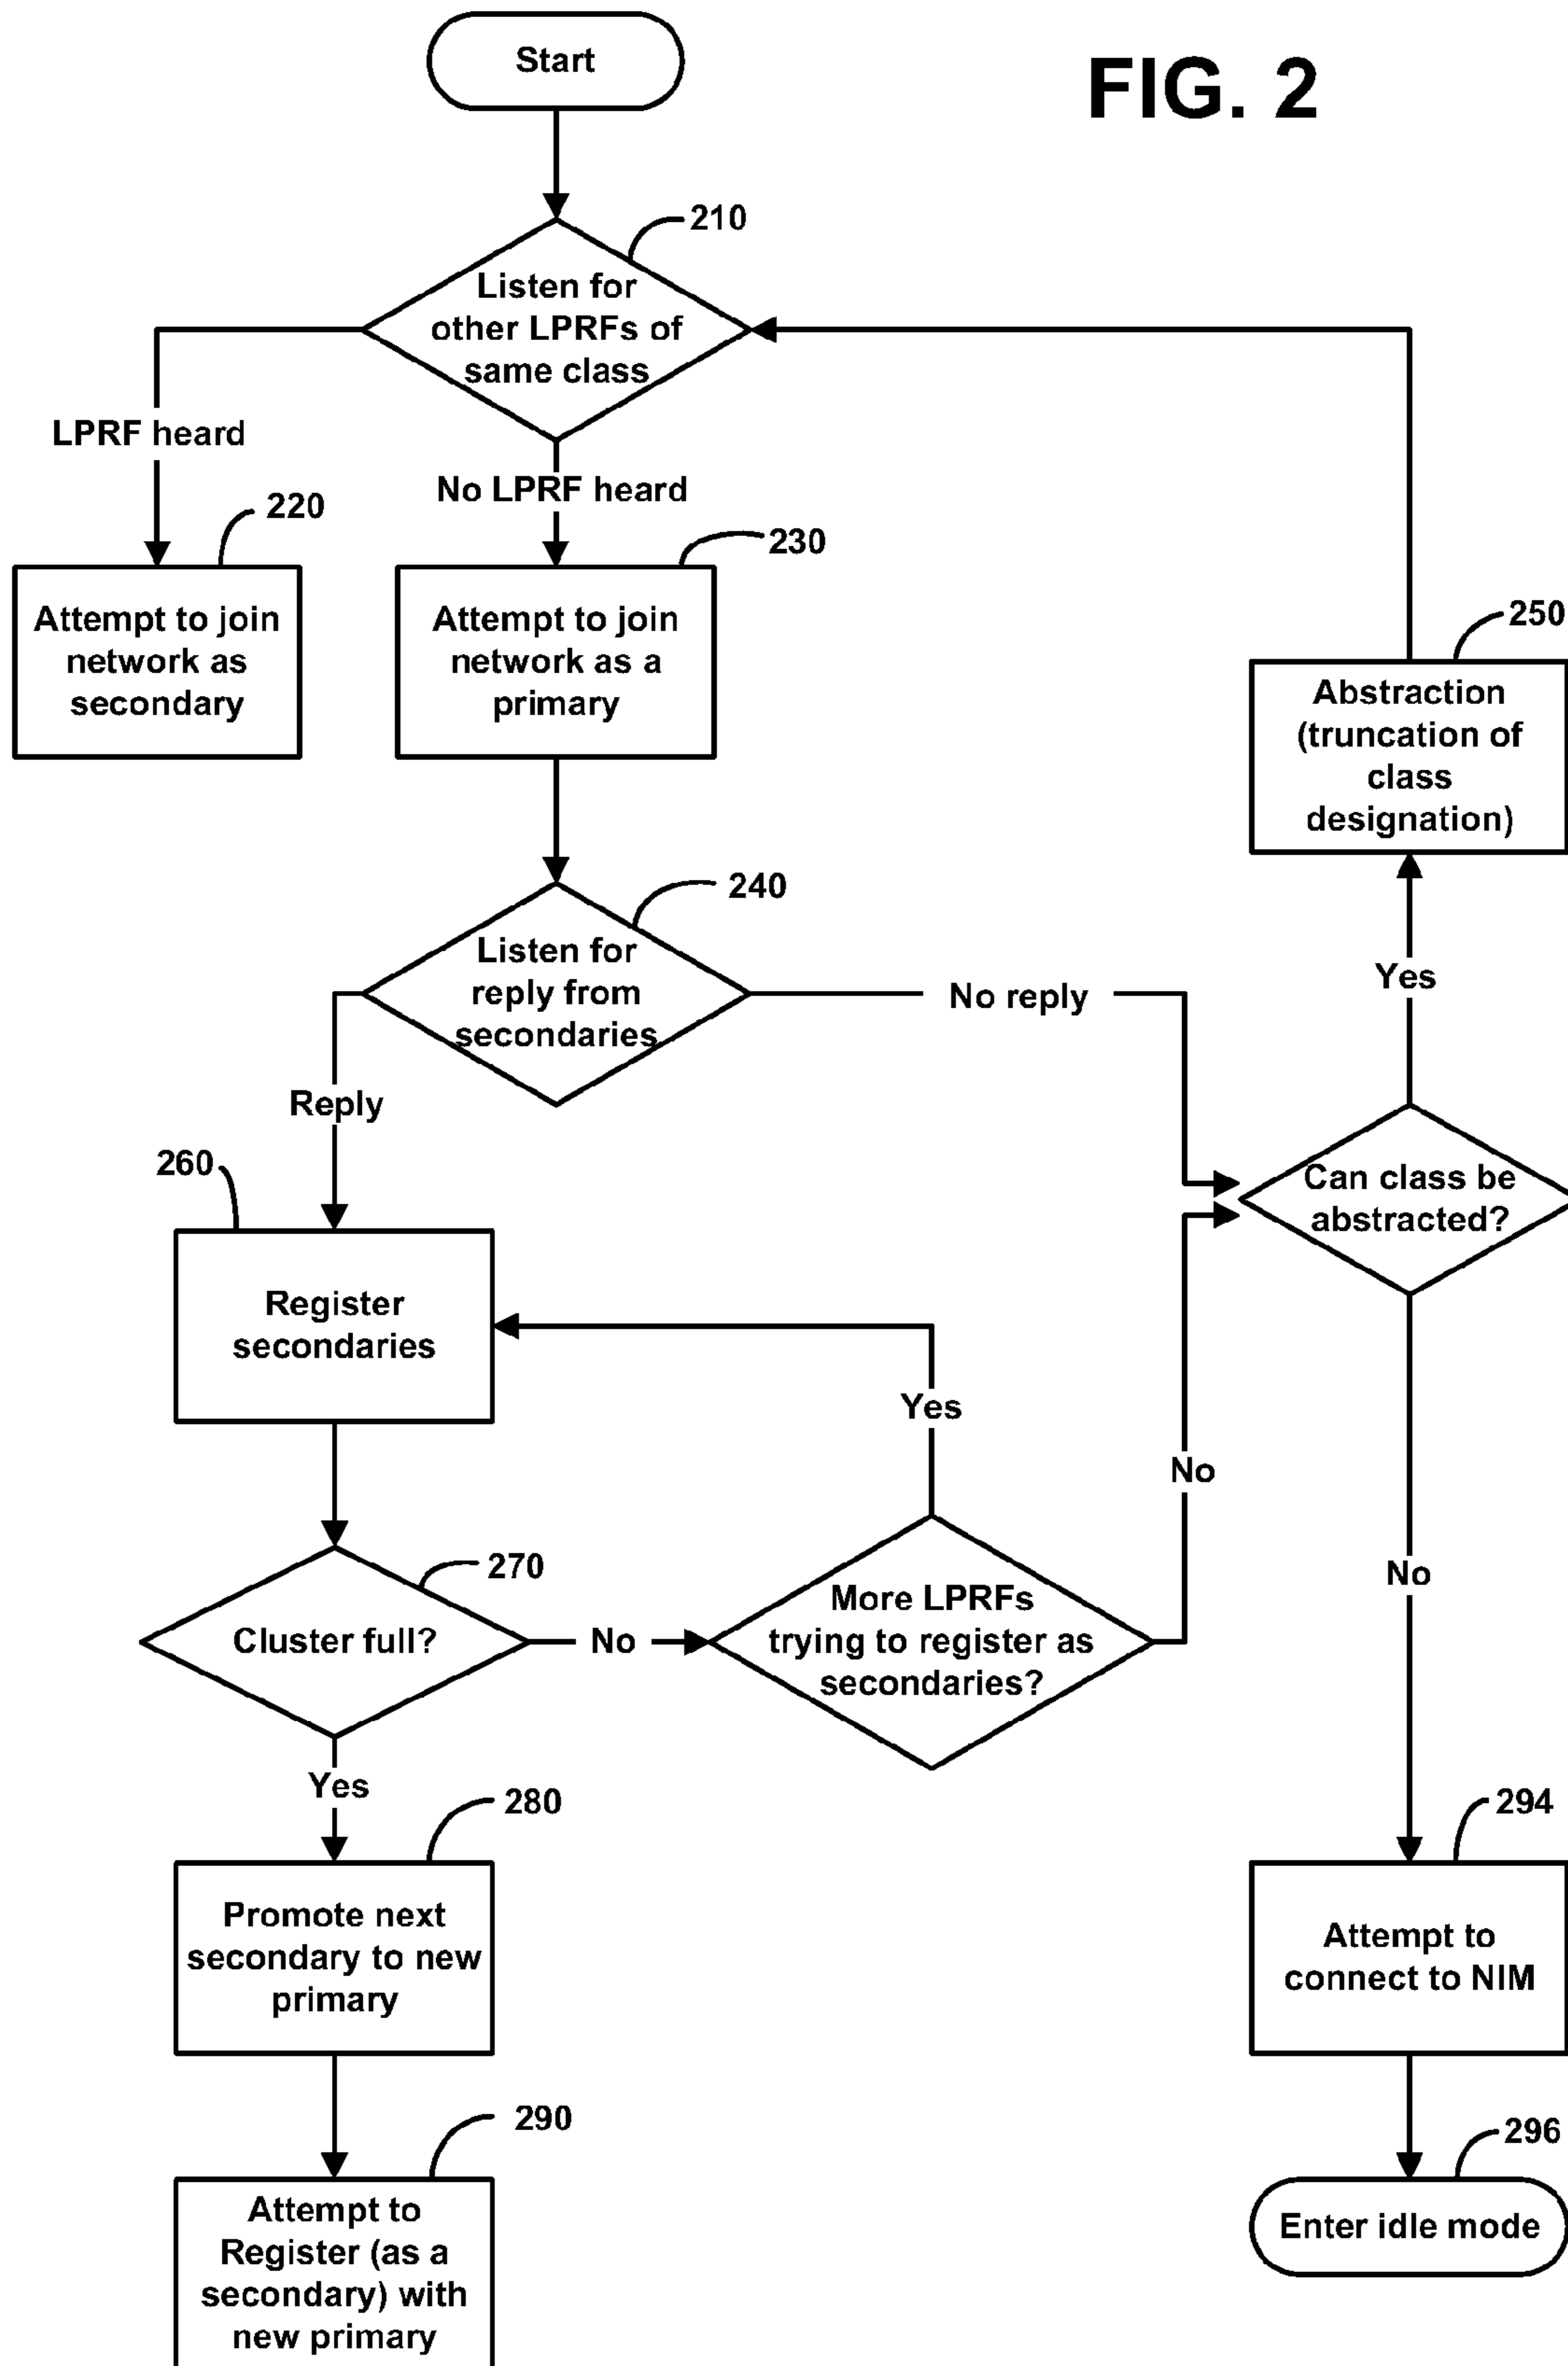 FIG. 2
Start
210
Listen for
other LPRFs of
same class
LPRF heard
No LPRF heard
220
230
Attempt to join
network as
secondary
Attempt to join
network as a
primary
250
Abstraction
(truncation of
class
designation)
240
Listen for
reply from
secondaries
No reply
Yes
Reply
260
Can class be
abstracted?
Register
secondaries
Yes
No
270
Cluster full?
No
More LPRFs
trying to register as
secondaries?
No
Yes
280
294
Promote next
secondary to new
primary
Attempt to
connect to NIM
290
296
Attempt to
Register (as a
secondary) with
new primary
Enter idle mode